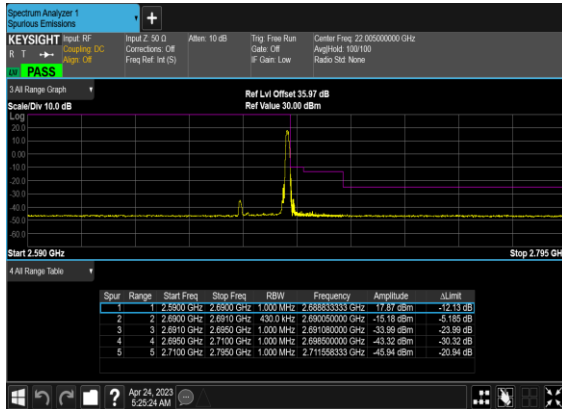 Spectrum Analyzer 1
Spurious Emissions
+
KEYSIGHT Input: RF Input Z: 50 Ω Atten: 10 dB Trig: Free Run Center Freq: 22.005000000 GHz
R T Coupling: DC Corrections: Off Gate: Off Avg|Hold: 100/100
Align: Off Freq Ref: Int (S) IF Gain: Low Radio Std: None
LXI PASS
3 All Range Graph
Scale/Div 10.0 dB Ref Lvl Offset 35.97 dB
Ref Value 30.00 dBm
Log
20.0
10.0
0.00
-10.0
-20.0
-30.0
-40.0
-50.0
-60.0
Start 2.590 GHz Stop 2.795 GH
4 All Range Table
Spur Range Start Freq Stop Freq RBW Frequency Amplitude ΔLimit
1 1 2.5900 GHz 2.6900 GHz 1.000 MHz 2.688833333 GHz 17.87 dBm -12.13 dB
2 2 2.6900 GHz 2.6910 GHz 430.0 kHz 2.690050000 GHz -15.18 dBm -5.185 dB
3 3 2.6910 GHz 2.6950 GHz 1.000 MHz 2.691080000 GHz -33.99 dBm -23.99 dB
4 4 2.6950 GHz 2.7100 GHz 1.000 MHz 2.698500000 GHz -43.32 dBm -30.32 dB
5 5 2.7100 GHz 2.7950 GHz 1.000 MHz 2.711558333 GHz -45.94 dBm -20.94 dB
? Apr 24, 2023
5:25:24 AM